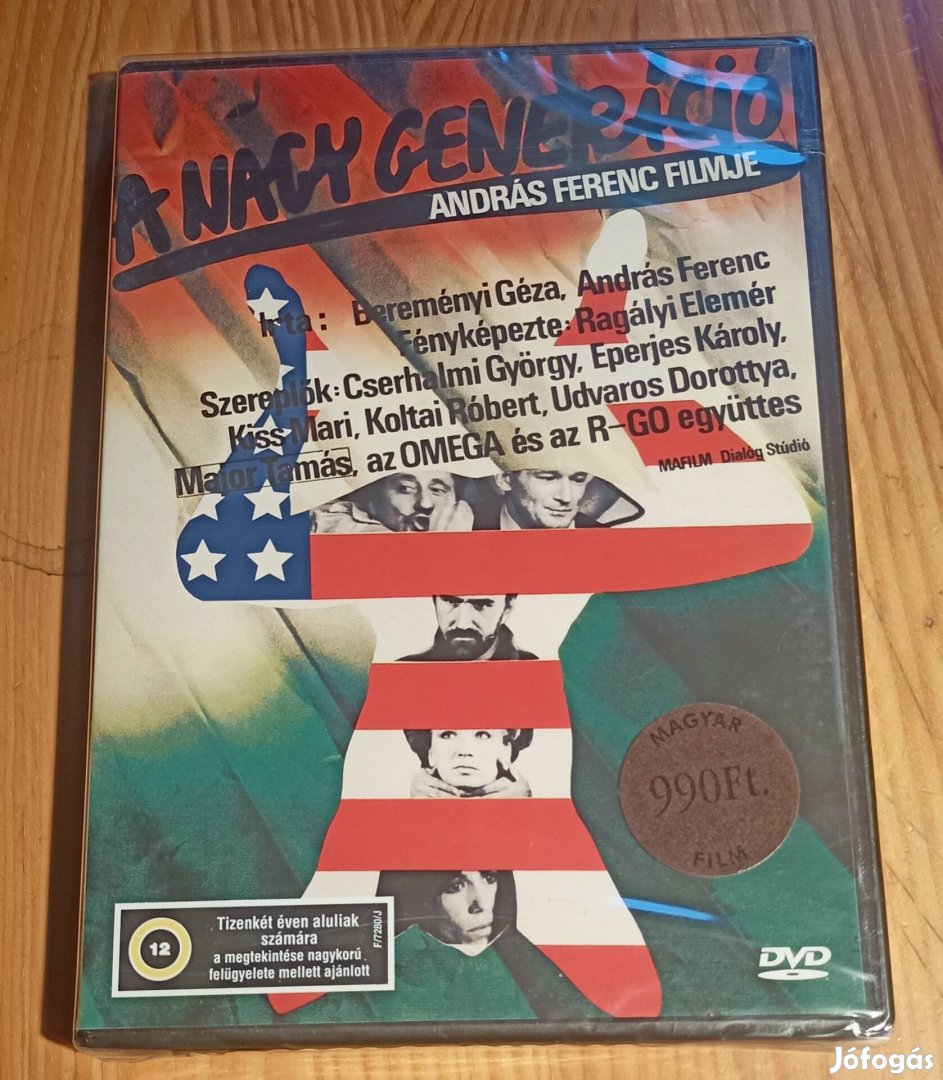 A NAGY GENERÁCIÓ
ANDRÁS FERENC FILMJE
Irta: Bereményi Géza, András Ferenc
Fényképezte: Ragályi Elemér
Szereplők: Cserhalmi György, Eperjes Károly,
Kiss Mari, Koltai Róbert, Udvaros Dorottya,
Major Tamás, az OMEGA és az R-GO együttes
MAFILM Dialóg Stúdió
MAGYAR
990Ft.
FILM
12
Tizenkét éven aluliak
számára
a megtekintése nagykorú
felügyelete mellett ajánlott
F/7280/J
DVD
Jófogás